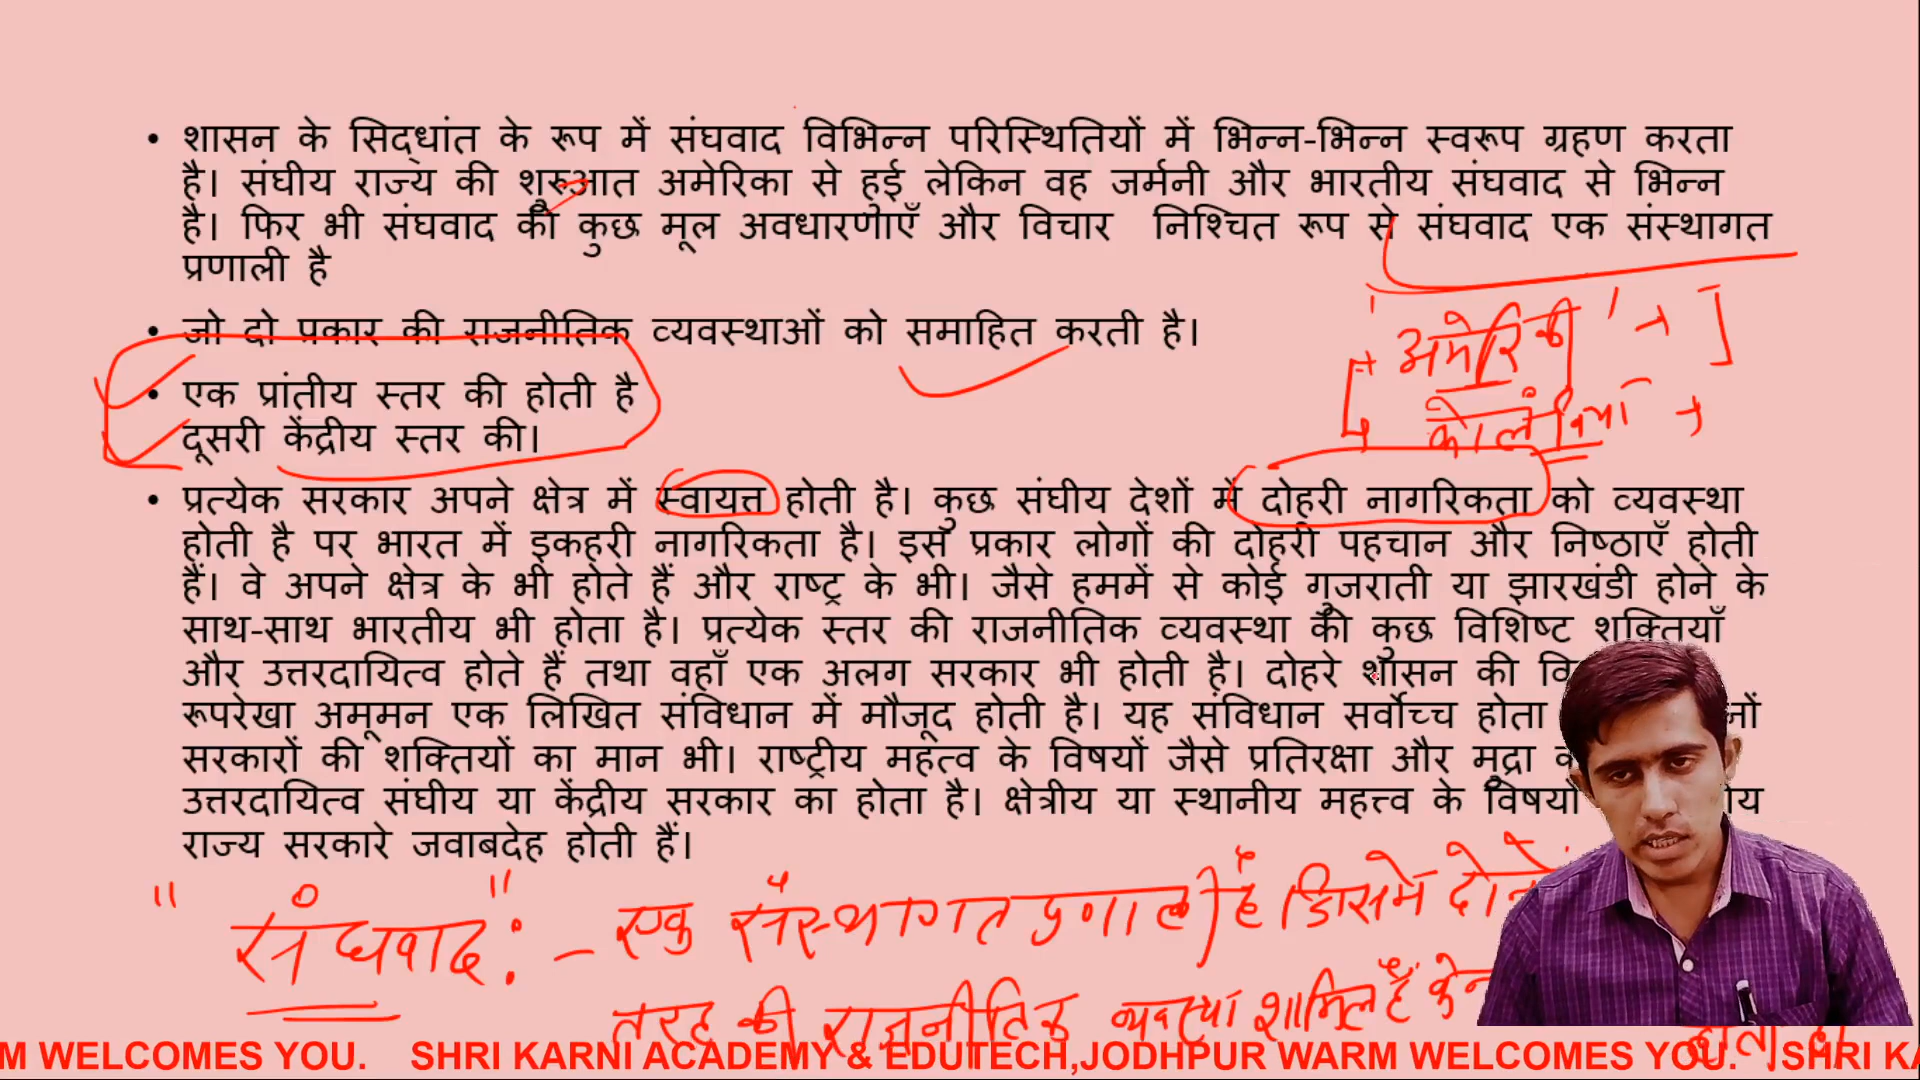 • शासन के सिद्धांत के रूप में संघवाद विभिन्न परिस्थितियों में भिन्न-भिन्न स्वरूप ग्रहण करता
है। संघीय राज्य की शुरुआत अमेरिका से हुई लेकिन वह जर्मनी और भारतीय संघवाद से भिन्न
है। फिर भी संघवाद की कुछ मूल अवधारणाएँ और विचार निश्चित रूप से संघवाद एक संस्थागत
प्रणाली है
• जो दो प्रकार की राजनीतिक व्यवस्थाओं को समाहित करती है।
अमेरिकी
• एक प्रांतीय स्तर की होती है
दूसरी केंद्रीय स्तर की।
• प्रत्येक सरकार अपने क्षेत्र में स्वायत्त होती है। कुछ संघीय देशों में दोहरी नागरिकता को व्यवस्था
होती है पर भारत में इकहरी नागरिकता है। इस प्रकार लोगों की दोहरी पहचान और निष्ठाएँ होती
हैं। वे अपने क्षेत्र के भी होते हैं और राष्ट्र के भी। जैसे हममें से कोई गुजराती या झारखंडी होने के
साथ-साथ भारतीय भी होता है। प्रत्येक स्तर की राजनीतिक व्यवस्था की कुछ विशिष्ट शक्तियाँ
और उत्तरदायित्व होते हैं तथा वहाँ एक अलग सरकार भी होती है। दोहरे शासन की
रूपरेखा अमूमन एक लिखित संविधान में मौजूद होती है। यह संविधान सर्वोच्च होता
सरकारों की शक्तियों का मान भी। राष्ट्रीय महत्व के विषयों जैसे प्रतिरक्षा और मुद्रा
उत्तरदायित्व संघीय या केंद्रीय सरकार का होता है। क्षेत्रीय या स्थानीय महत्त्व के विषयों
राज्य सरकारे जवाबदेह होती हैं।
" संघवाद" : - एक संस्थागत प्रणाली है जिसमें
तरह की राजनीतिक व्यवस्था शामिल हैं
M WELCOMES YOU. SHRI KARNI ACADEMY & EDUTECH,JODHPUR WARM WELCOMES YOU. SHRI KA